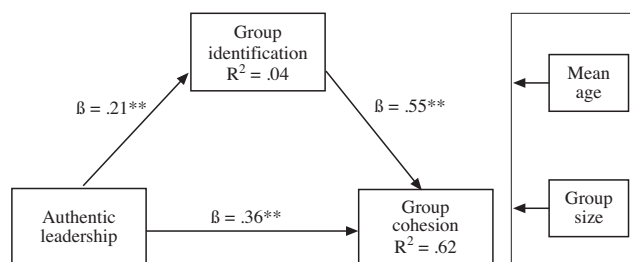 Group
identification
R² = .04
Mean
age
ß = .21**
ß = .55**
Authentic
leadership
ß = .36**
Group
cohesion
R² = .62
Group
size